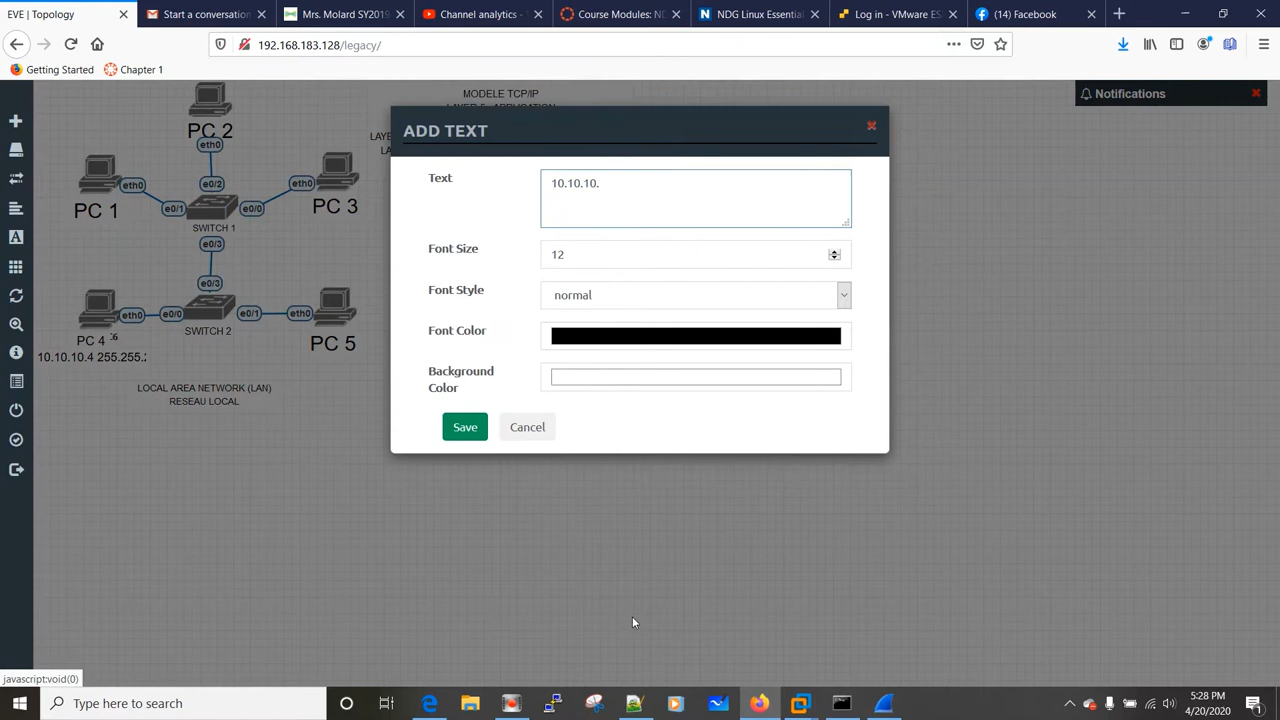 EVE | Topology
Start a conversation
Mrs. Molard SY2019
Channel analytics -
Course Modules: ND
NDG Linux Essential
Log in - VMware ES
(14) Facebook
192.168.183.128/legacy/
Getting Started
Chapter 1
MODELE TCP/IP
Notifications
ADD TEXT
Text
10.10.10.
Font Size
12
Font Style
normal
Font Color
Background
Color
Save
Cancel
PC 2
eth0
e0/2
PC 1
eth0
e0/1
SWITCH 1
e0/0
eth0
PC 3
e0/3
e0/3
PC 4
eth0
e0/0
SWITCH 2
e0/1
eth0
PC 5
10.10.10.4 255.255.
LOCAL AREA NETWORK (LAN)
RESEAU LOCAL
javascript:void(0)
Type here to search
5:28 PM
4/20/2020